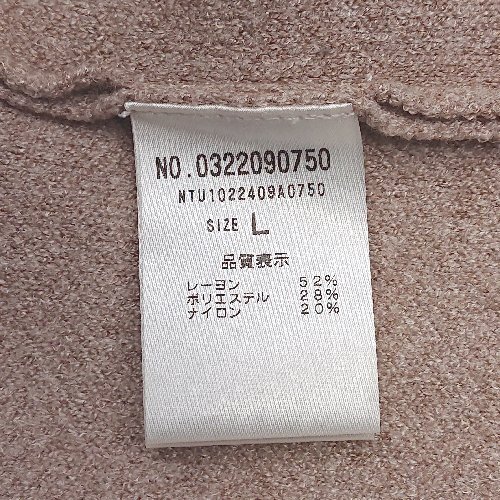 NO.0322090750
NTU1022409A0750
SIZE L
品質表示
レーヨン 52%
ポリエステル 28%
ナイロン 20%